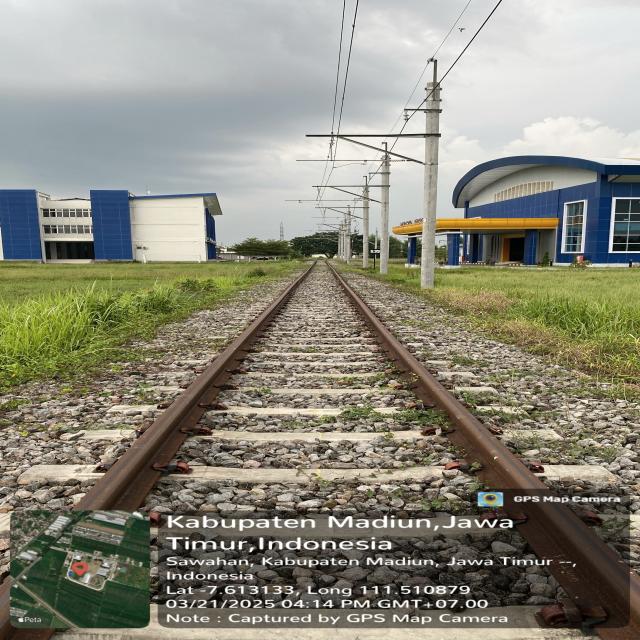 GPS Map Camera
Kabupaten Madiun,Jawa
Timur,Indonesia
Sawahan, Kabupaten Madiun, Jawa Timur --,
Indonesia
Lat -7.613133, Long 111.510879
03/21/2025 04:14 PM GMT+07.00
Note : Captured by GPS Map Camera
Peta